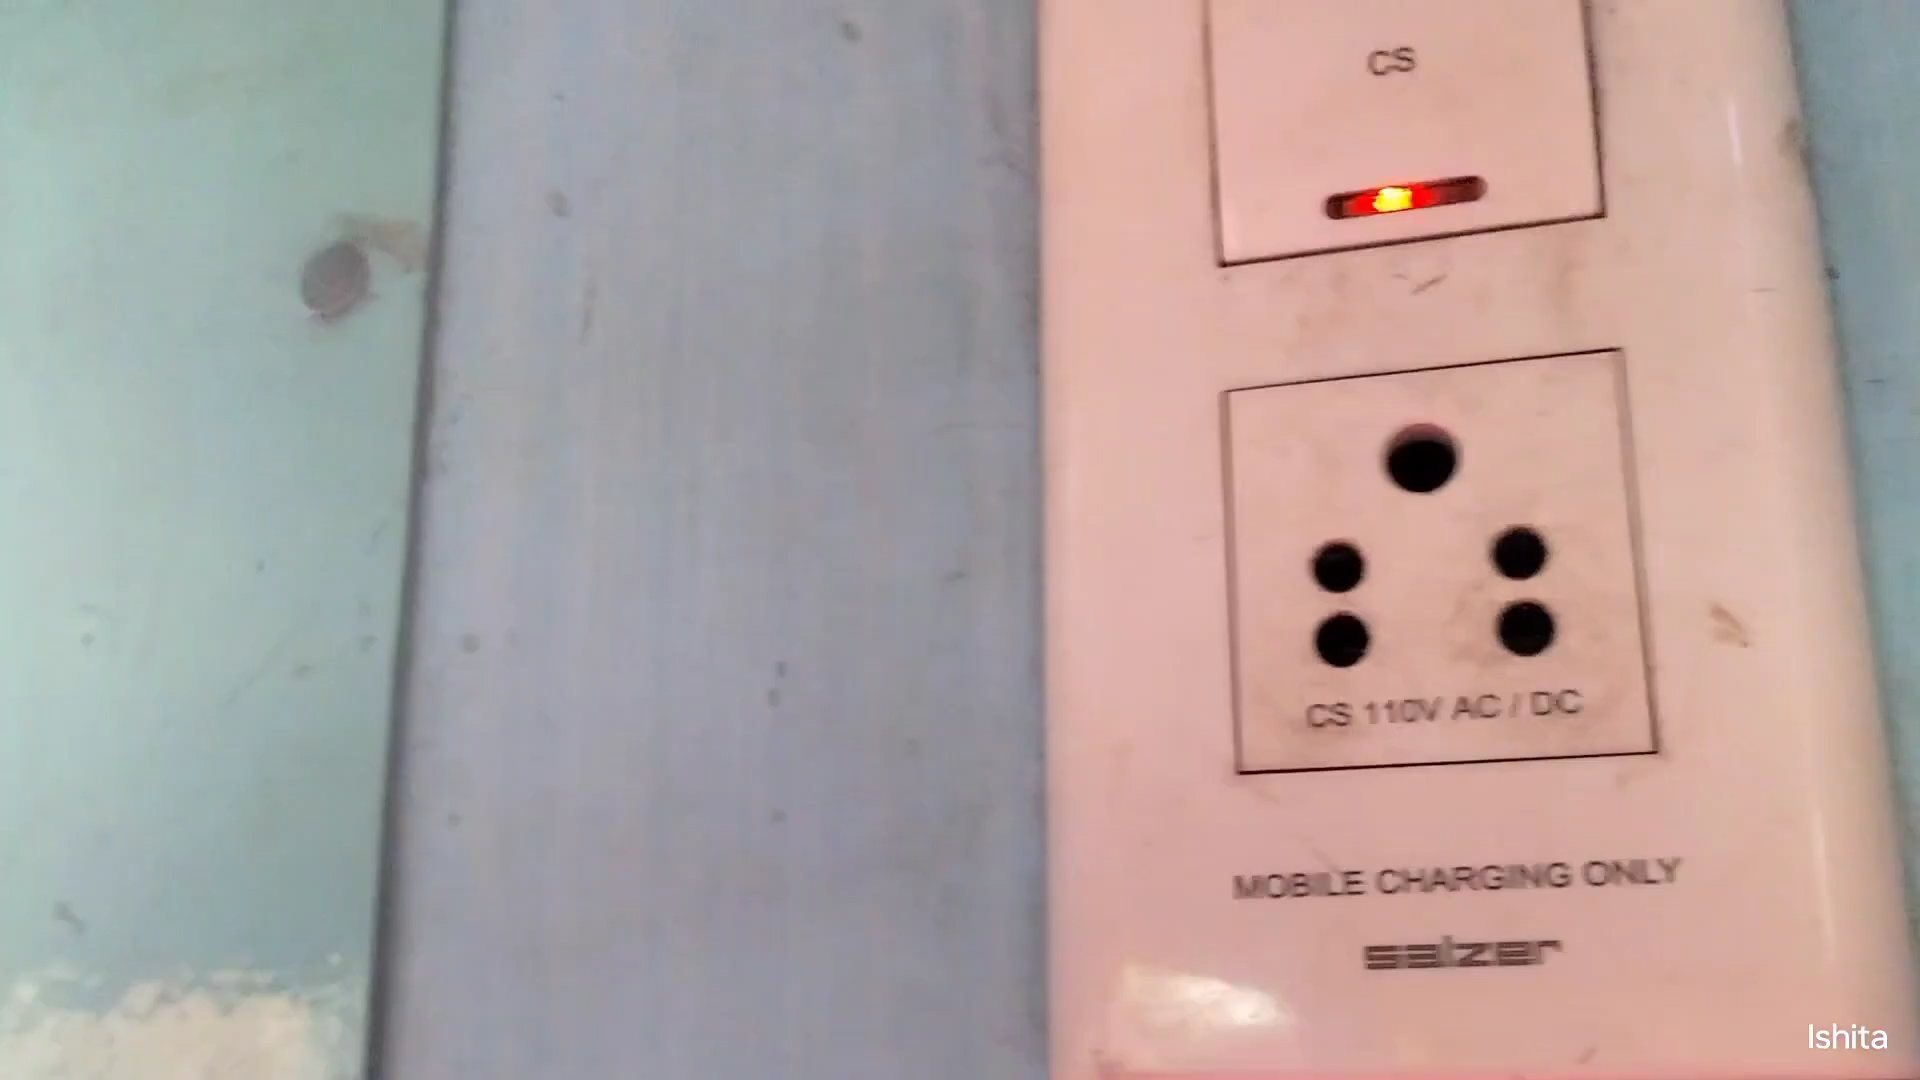 CS
CS 110V AC / DC
MOBILE CHARGING ONLY
salzer
Ishita